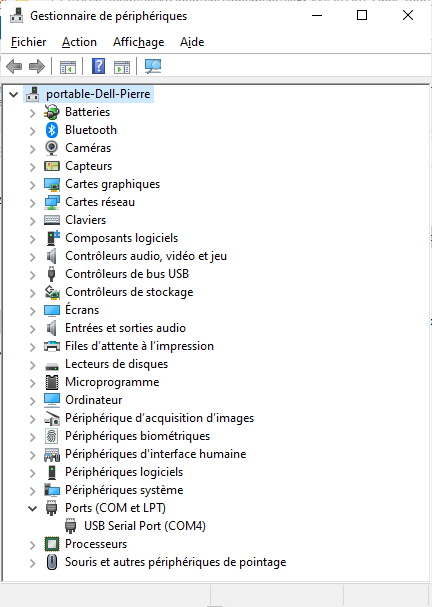 Gestionnaire de périphériques
Fichier Action Affichage Aide
portable-Dell-Pierre
Batteries
Bluetooth
Caméras
Capteurs
Cartes graphiques
Cartes réseau
Claviers
Composants logiciels
Contrôleurs audio, vidéo et jeu
Contrôleurs de bus USB
Contrôleurs de stockage
Écrans
Entrées et sorties audio
Files d'attente à l'impression
Lecteurs de disques
Microprogramme
Ordinateur
Périphérique d'acquisition d'images
Périphériques biométriques
Périphériques d'interface humaine
Périphériques logiciels
Périphériques système
Ports (COM et LPT)
USB Serial Port (COM4)
Processeurs
Souris et autres périphériques de pointage